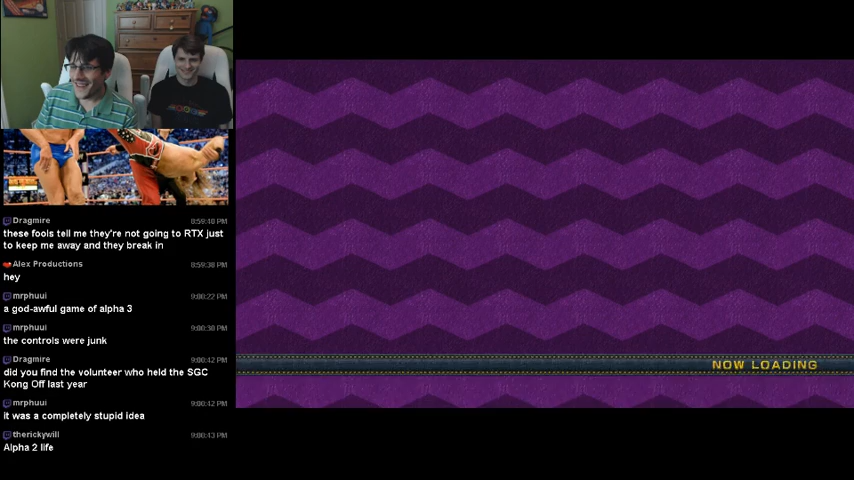 Dragmire 8:59:40 PM
these fools tell me they're not going to RTX just
to keep me away and they break in
Alex Productions 8:59:38 PM
hey
mrphuui 9:00:22 PM
a god-awful game of alpha 3
mrphuui 9:00:30 PM
the controls were junk
Dragmire 9:00:42 PM
did you find the volunteer who held the SGC
Kong Off last year
mrphuui 9:00:42 PM
it was a completely stupid idea
therickywill 9:00:43 PM
Alpha 2 life
NOW LOADING